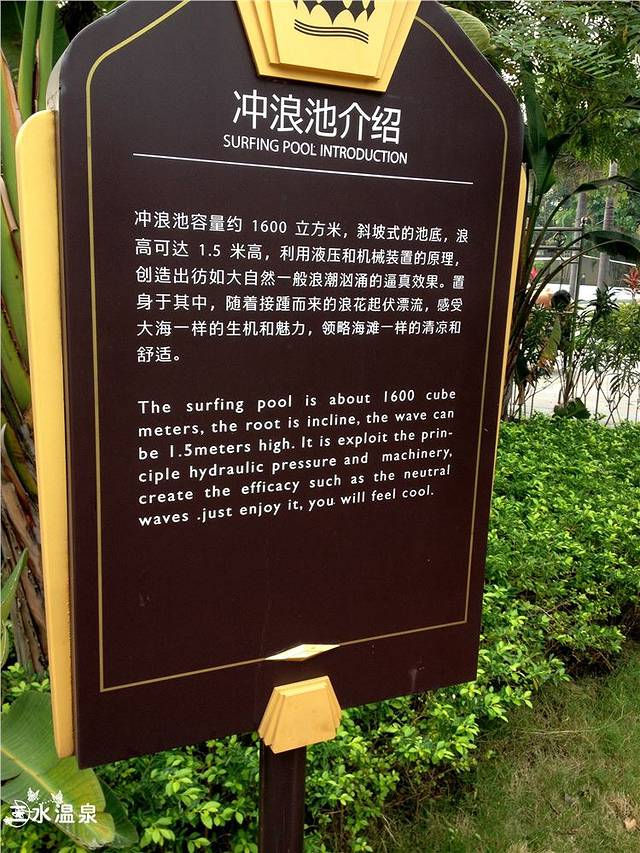 冲浪池介绍
SURFING POOL INTRODUCTION
冲浪池容量约 1600 立方米，斜坡式的池底，浪
高可达 1.5 米高，利用液压和机械装置的原理，
创造出彷如大自然一般浪潮汹涌的逼真效果。置
身于其中，随着接踵而来的浪花起伏漂流，感受
大海一样的生机和魅力，领略海滩一样的清凉和
舒适。
The surfing pool is about 1600 cube
meters, the root is incline, the wave can
be 1.5meters high. It is exploit the prin-
ciple hydraulic pressure and machinery,
create the efficacy such as the neutral
waves .just enjoy it, you will feel cool.
三水温泉